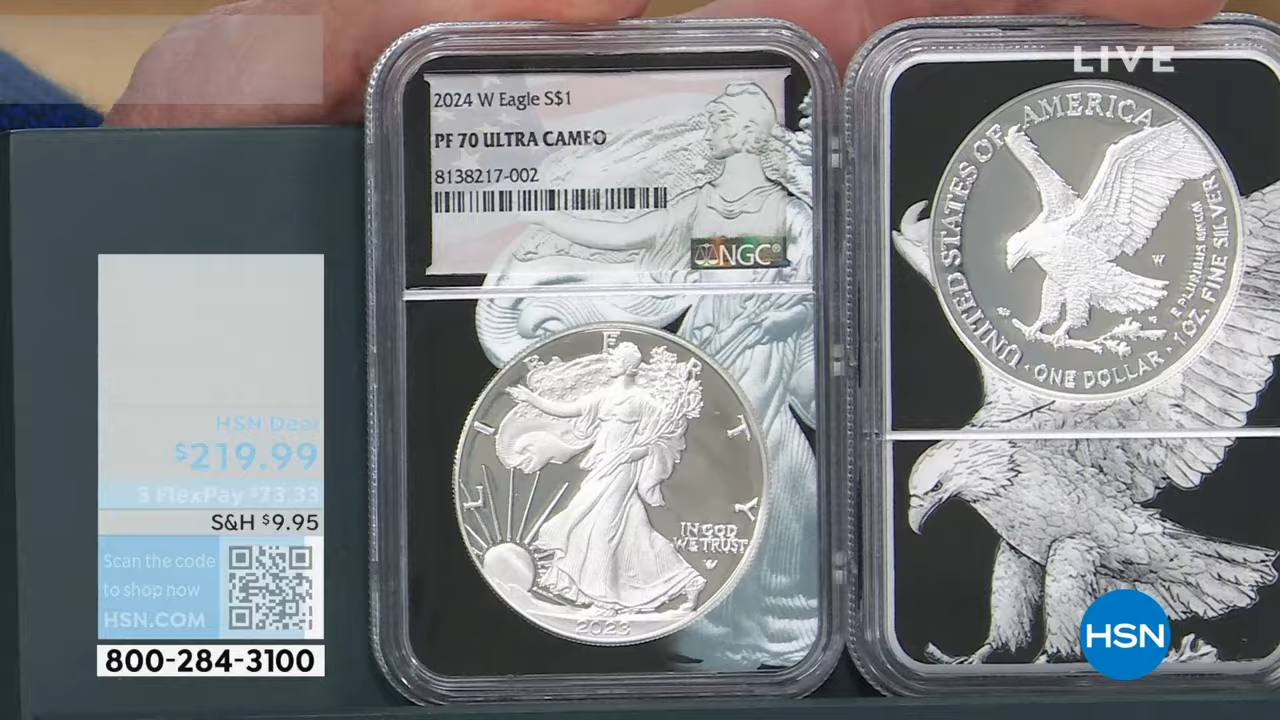 LIVE
2024 W Eagle S$1
PF 70 ULTRA CAMEO
8138217-002
NGC
LIBERTY
IN GOD
WE TRUST
2023
UNITED STATES OF AMERICA
W
E PLURIBUS UNUM
1 OZ. FINE SILVER
· ONE DOLLAR ·
HSN Deal
$219.99
3 FlexPay $73.33
S&H $9.95
Scan the code
to shop now
HSN.COM
800-284-3100
HSN